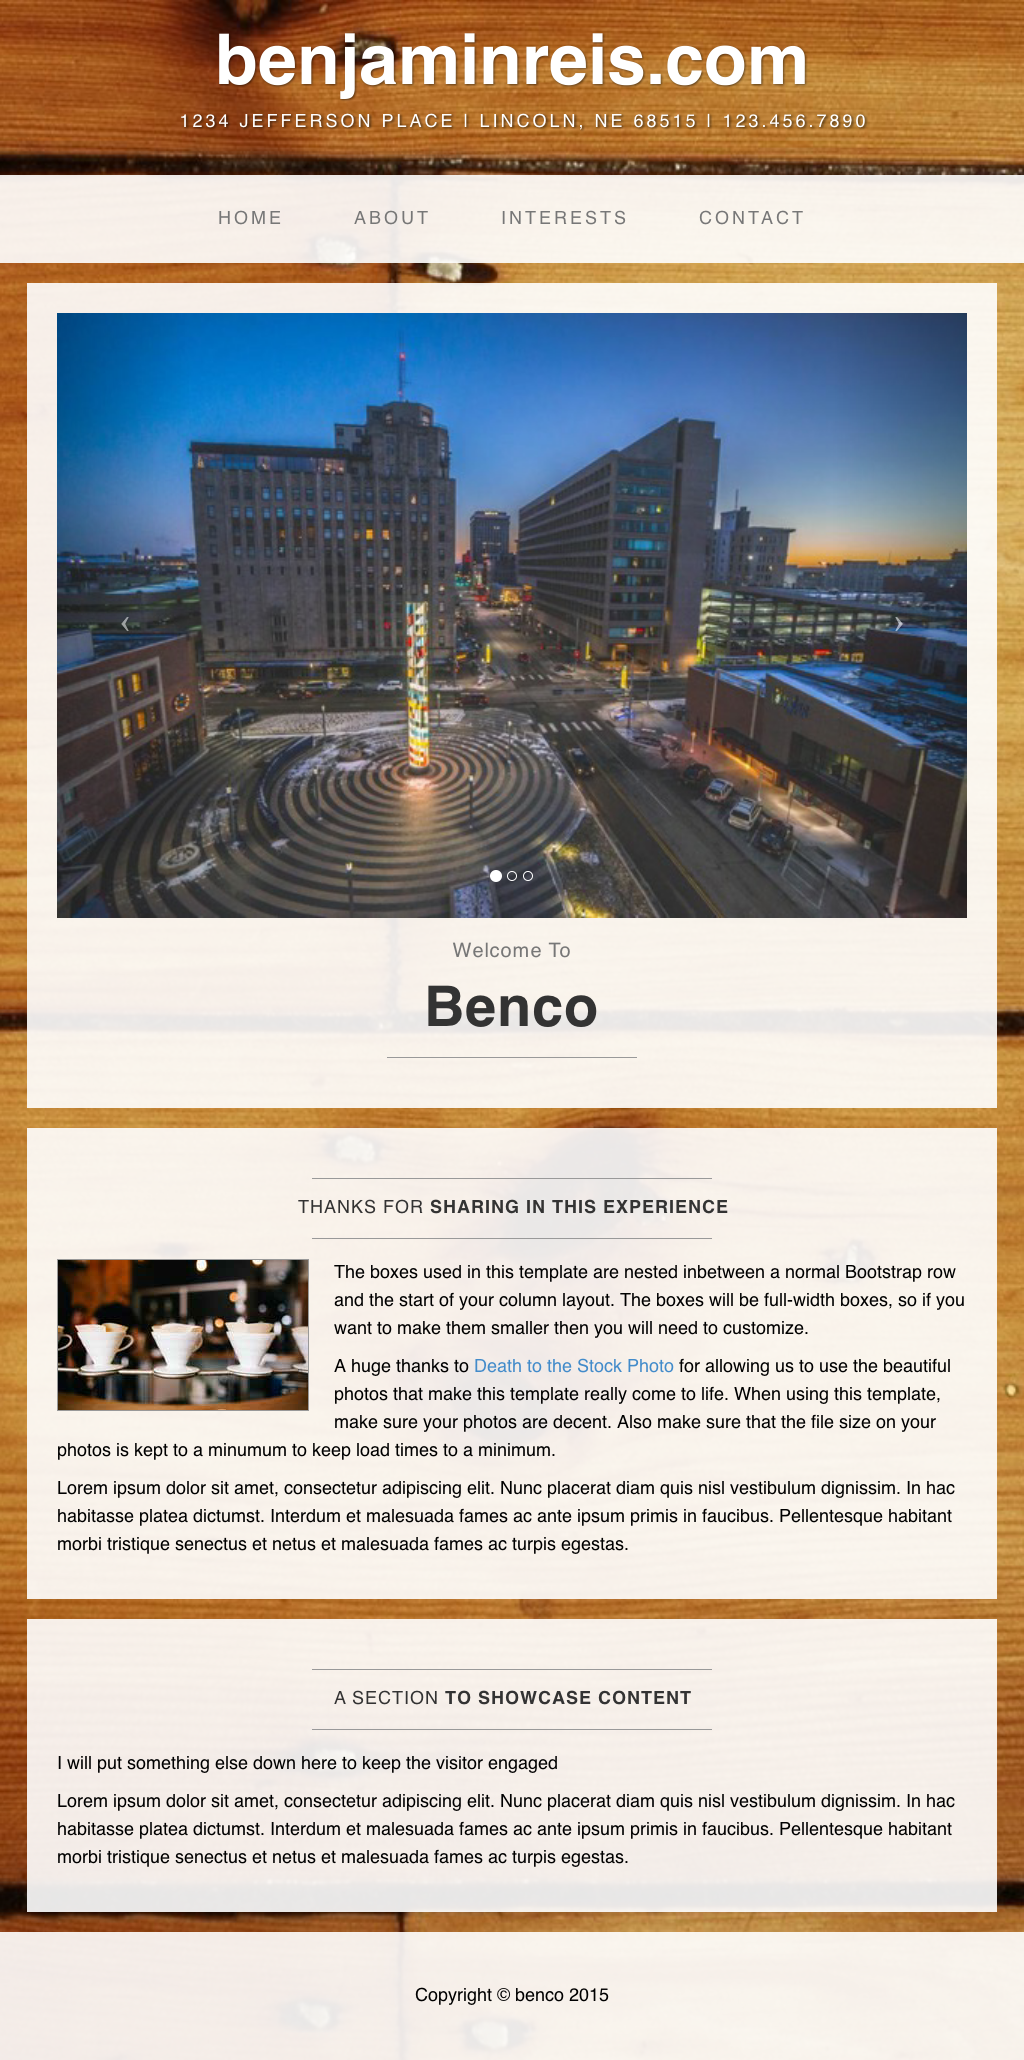 benjaminreis.com
1234 JEFFERSON PLACE | LINCOLN, NE 68515 | 123.456.7890
HOME ABOUT INTERESTS CONTACT
Welcome To
Benco
THANKS FOR SHARING IN THIS EXPERIENCE
The boxes used in this template are nested inbetween a normal Bootstrap row
and the start of your column layout. The boxes will be full-width boxes, so if you
want to make them smaller then you will need to customize.
A huge thanks to Death to the Stock Photo for allowing us to use the beautiful
photos that make this template really come to life. When using this template,
make sure your photos are decent. Also make sure that the file size on your
photos is kept to a minumum to keep load times to a minimum.
Lorem ipsum dolor sit amet, consectetur adipiscing elit. Nunc placerat diam quis nisl vestibulum dignissim. In hac
habitasse platea dictumst. Interdum et malesuada fames ac ante ipsum primis in faucibus. Pellentesque habitant
morbi tristique senectus et netus et malesuada fames ac turpis egestas.
A SECTION TO SHOWCASE CONTENT
I will put something else down here to keep the visitor engaged
Lorem ipsum dolor sit amet, consectetur adipiscing elit. Nunc placerat diam quis nisl vestibulum dignissim. In hac
habitasse platea dictumst. Interdum et malesuada fames ac ante ipsum primis in faucibus. Pellentesque habitant
morbi tristique senectus et netus et malesuada fames ac turpis egestas.
Copyright © benco 2015